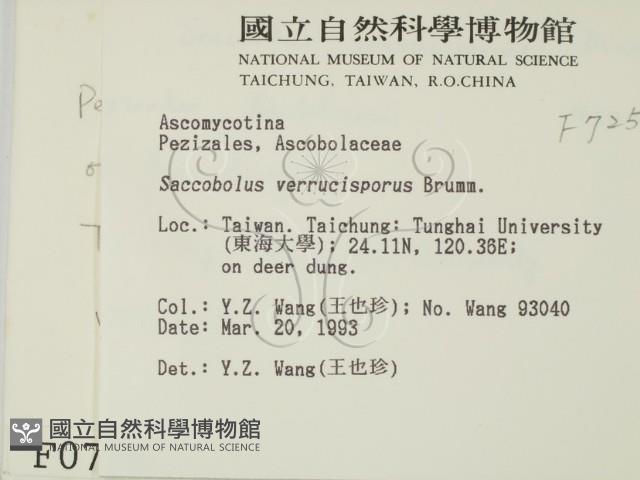 國立自然科學博物館
NATIONAL MUSEUM OF NATURAL SCIENCE
TAICHUNG, TAIWAN, R.O.CHINA
F725
Ascomycotina
Pezizales, Ascobolaceae
Saccobolus verrucisporus Brumm.
Loc.: Taiwan. Taichung: Tunghai University
(東海大學); 24.11N, 120.36E;
on deer dung.
Col.: Y.Z. Wang(王也珍); No. Wang 93040
Date: Mar. 20, 1993
Det.: Y.Z. Wang(王也珍)
國立自然科學博物館
NATIONAL MUSEUM OF NATURAL SCIENCE
F07